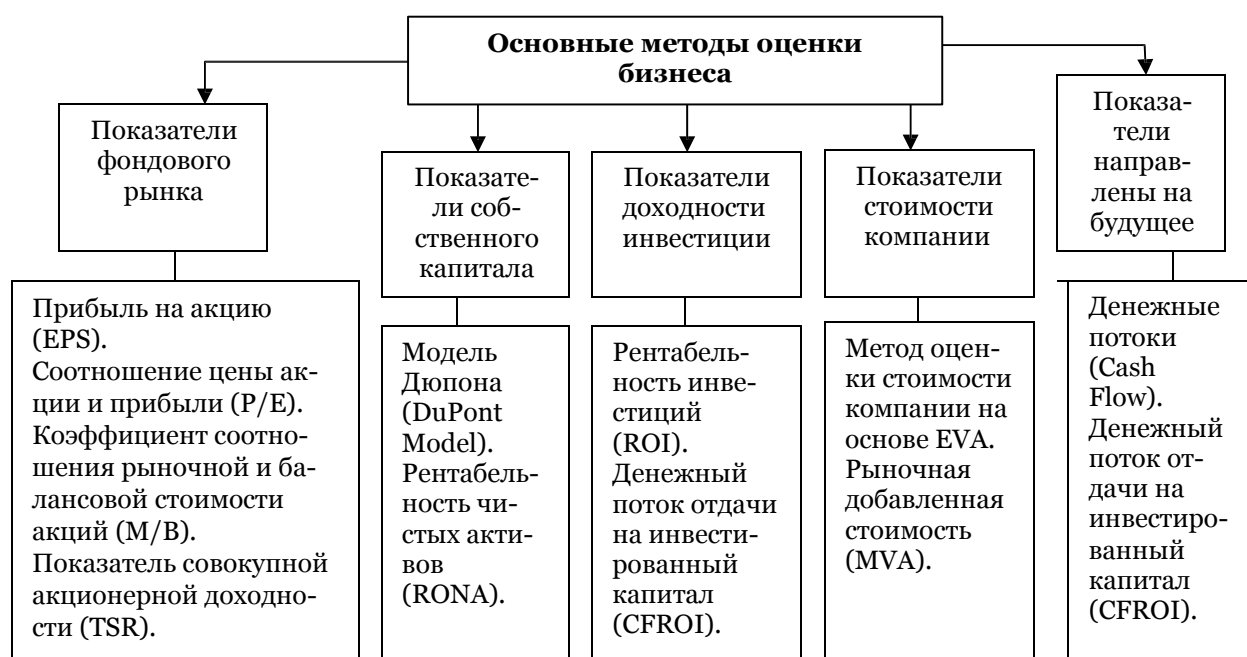 Основные методы оценки
бизнеса
Показатели
фондового
рынка
Показате-
ли соб-
ственного
капитала
Показатели
доходности
инвестиции
Показатели
стоимости
компании
Показа-
тели
направ-
лены на
будущее
Прибыль на акцию
(EPS).
Соотношение цены ак-
ции и прибыли (P/E).
Коэффициент соотно-
шения рыночной и ба-
лансовой стоимости
акций (M/B).
Показатель совокупной
акционерной доходно-
сти (TSR).
Модель
Дюпона
(DuPont
Model).
Рентабель-
ность чи-
стых акти-
вов
(RONA).
Рентабель-
ность инве-
стиций
(ROI).
Денежный
поток отдачи
на инвести-
рованный
капитал
(CFROI).
Метод оцен-
ки стоимости
компании на
основе EVA.
Рыночная
добавленная
стоимость
(MVA).
Денежные
потоки
(Cash
Flow).
Денежный
поток от-
дачи на
инвестиро-
ванный
капитал
(CFROI).